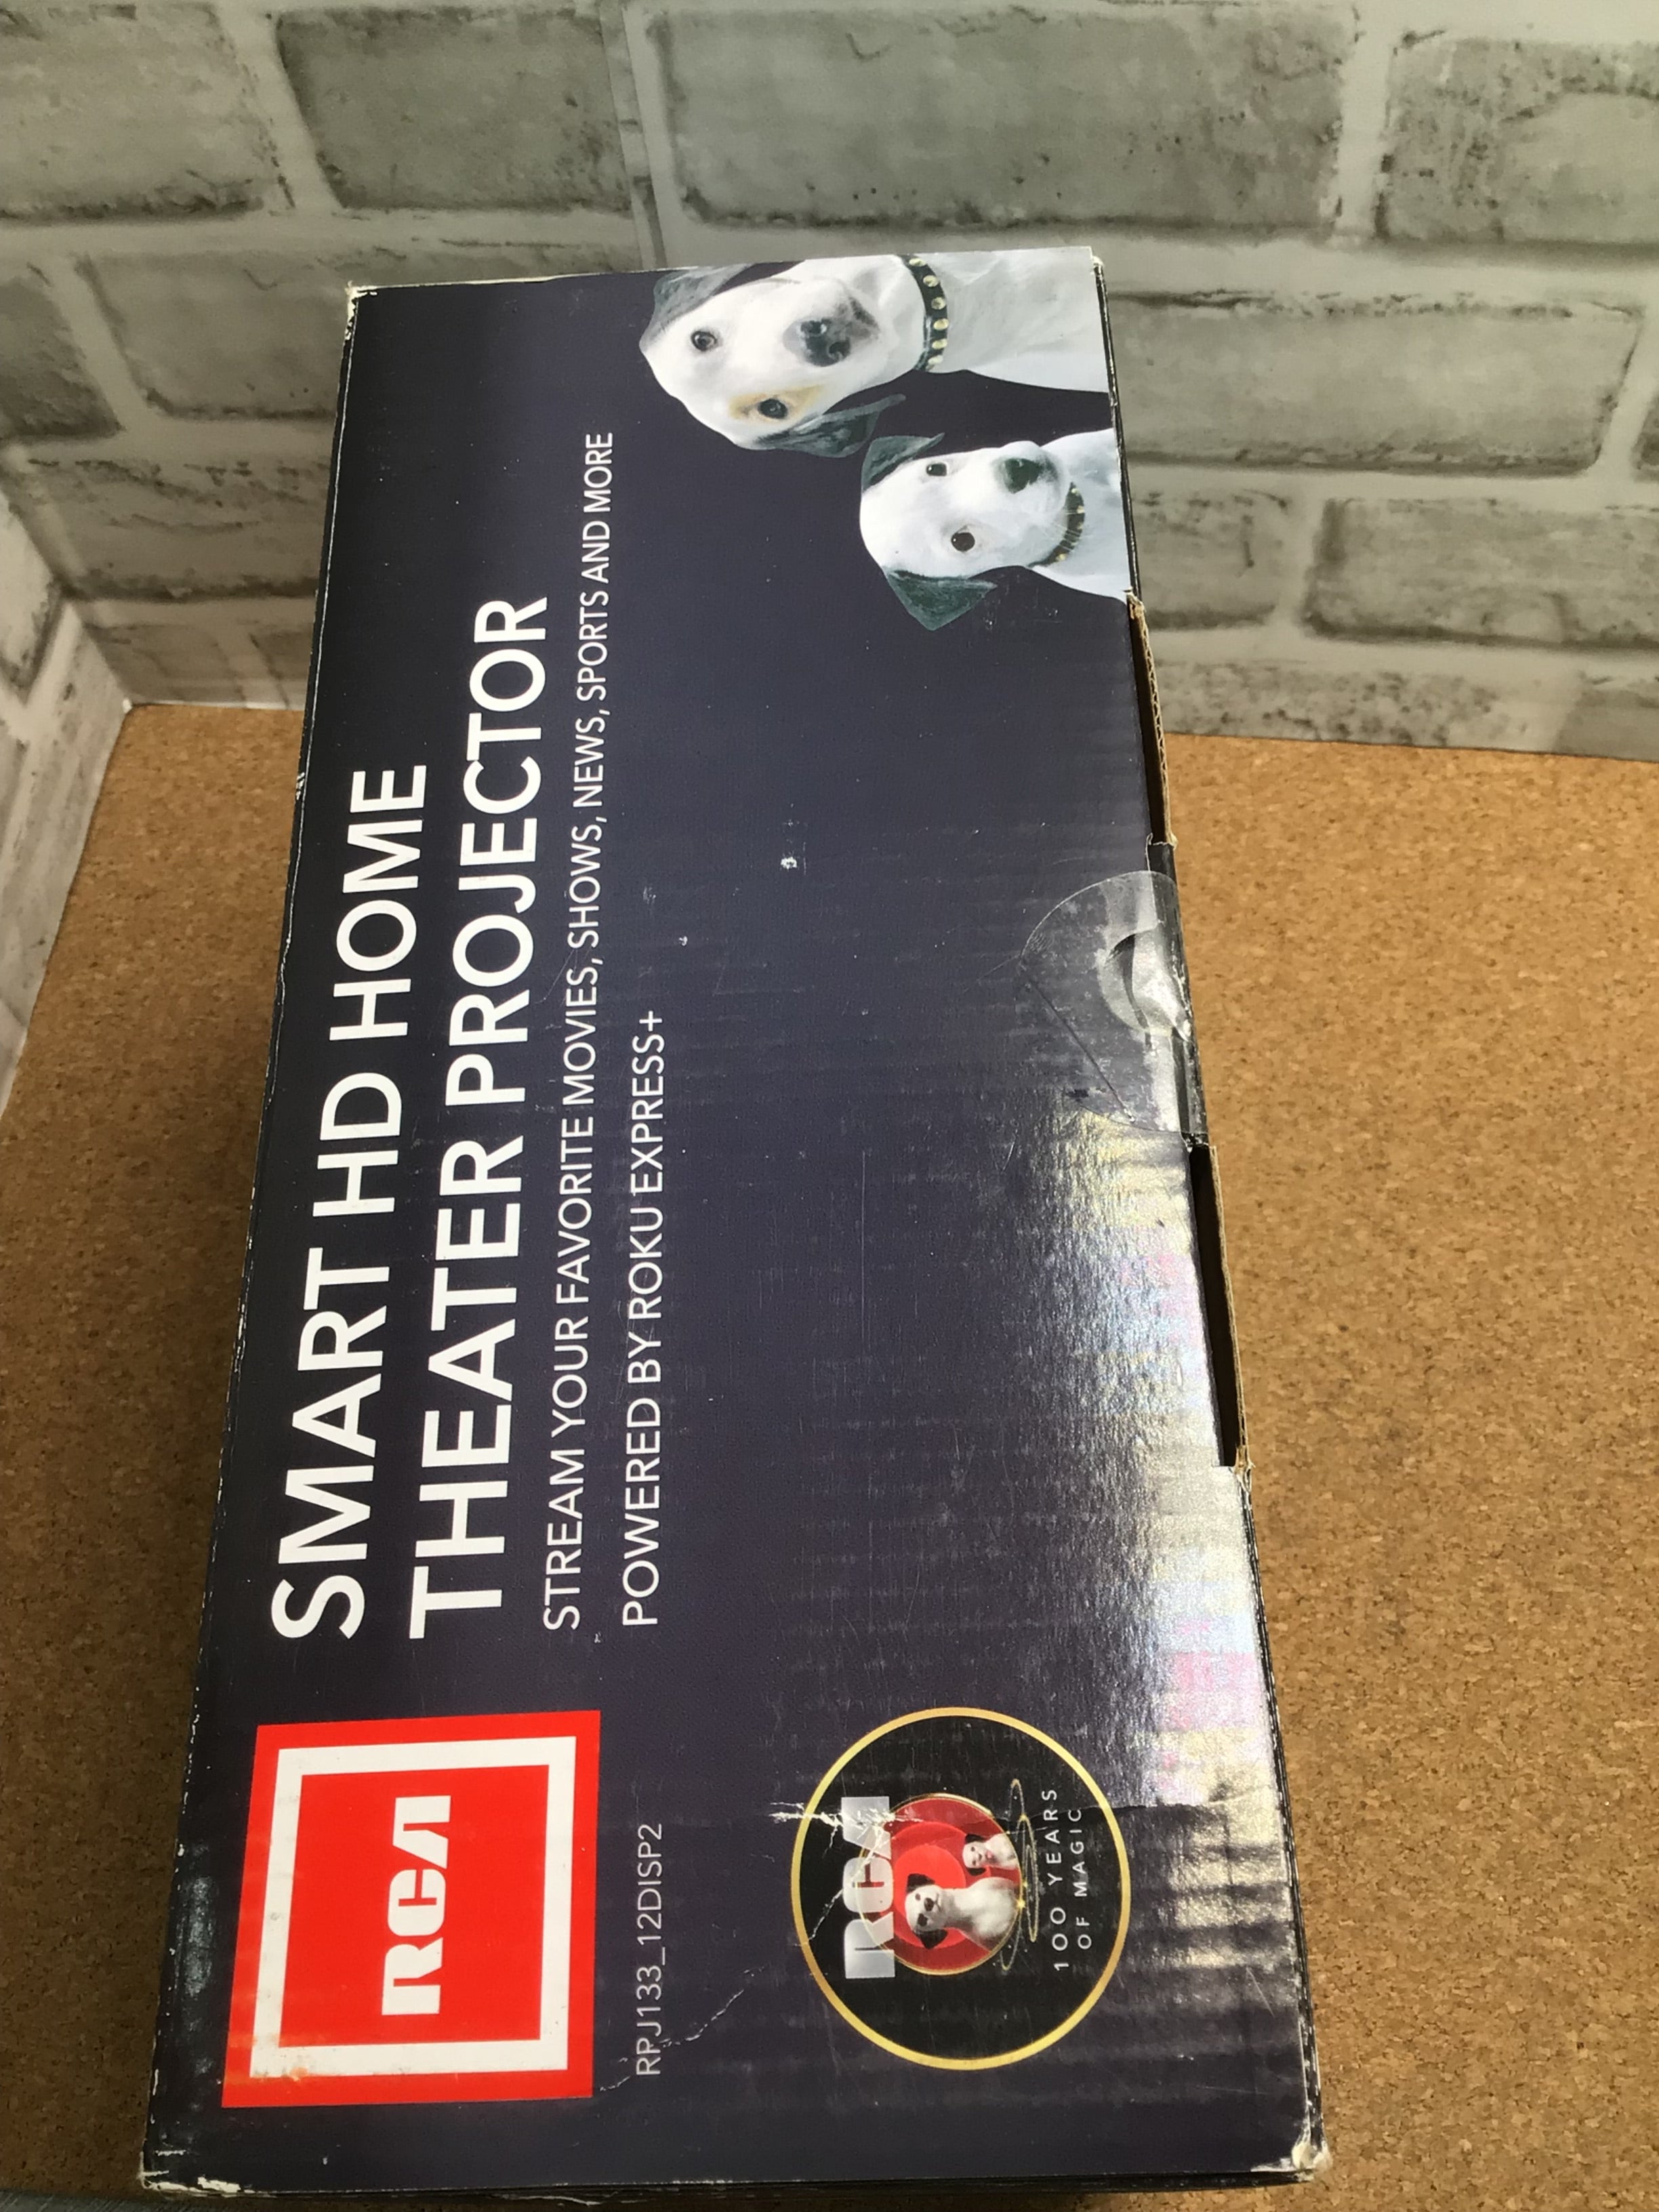 RCA
SMART HD HOME
THEATER PROJECTOR
STREAM YOUR FAVORITE MOVIES, SHOWS, NEWS, SPORTS AND MORE
POWERED BY ROKU EXPRESS+
RPJ133_12DISP2
RCA
100 YEARS
OF MAGIC